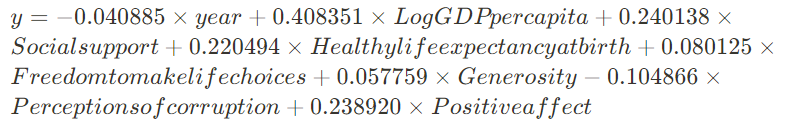 y = −0.040885 × year + 0.408351 × LogGDPpercapita + 0.240138 ×
Socialsupport + 0.220494 × Healthylifeexpectancyatbirth + 0.080125 ×
Freedomtomakelifechoices + 0.057759 × Generosity − 0.104866 ×
Perceptionsofcorruption + 0.238920 × Positiveaffect